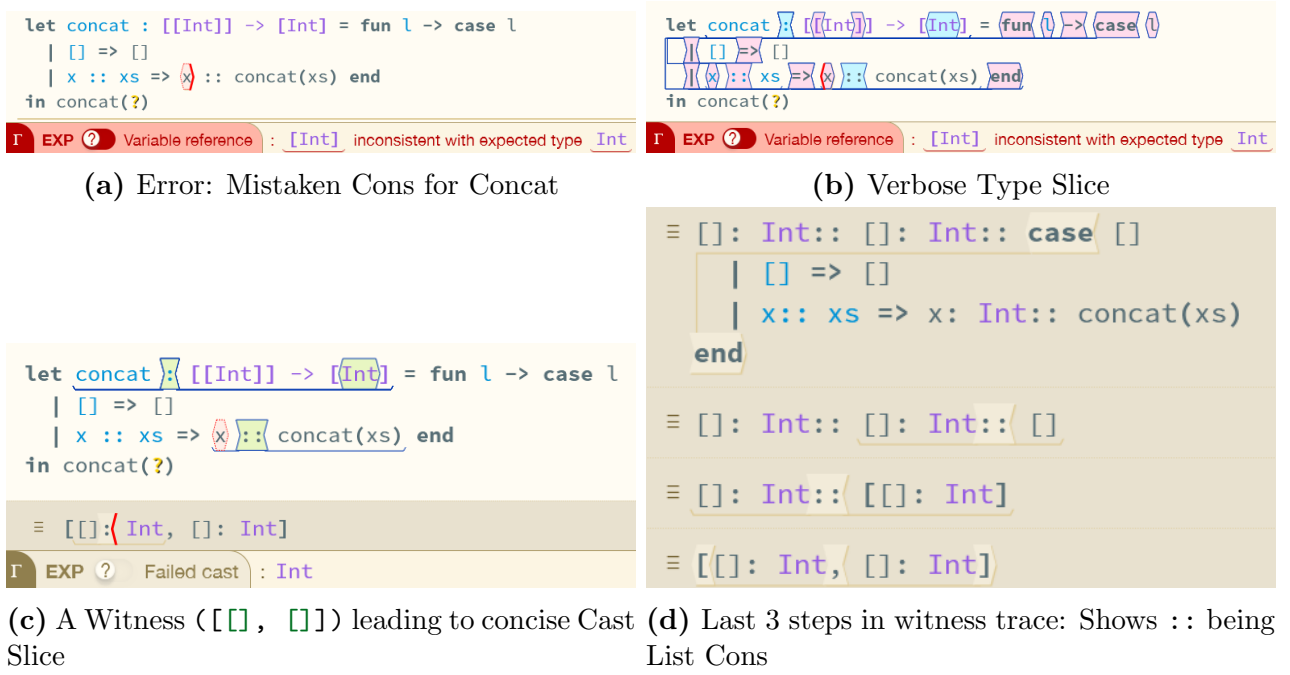 let concat : [[Int]] -> [Int] = fun l -> case l
| [] => []
| x :: xs => x :: concat(xs) end
in concat(?)
Γ EXP ? Variable reference : [Int] inconsistent with expected type Int
(a) Error: Mistaken Cons for Concat
let concat : [[Int]] -> [Int] = fun l -> case l
| [] => []
| x :: xs => x :: concat(xs) end
in concat(?)
Γ EXP ? Variable reference : [Int] inconsistent with expected type Int
(b) Verbose Type Slice
let concat : [[Int]] -> [Int] = fun l -> case l
| [] => []
| x :: xs => x :: concat(xs) end
in concat(?)
≡ [[]: Int, []: Int]
Γ EXP ? Failed cast : Int
(c) A Witness ([[], []]) leading to concise Cast
Slice
≡ []: Int:: []: Int:: case []
| [] => []
| x:: xs => x: Int:: concat(xs)
end
≡ []: Int:: []: Int:: []
≡ []: Int:: [[]: Int]
≡ [[]: Int, []: Int]
(d) Last 3 steps in witness trace: Shows :: being
List Cons